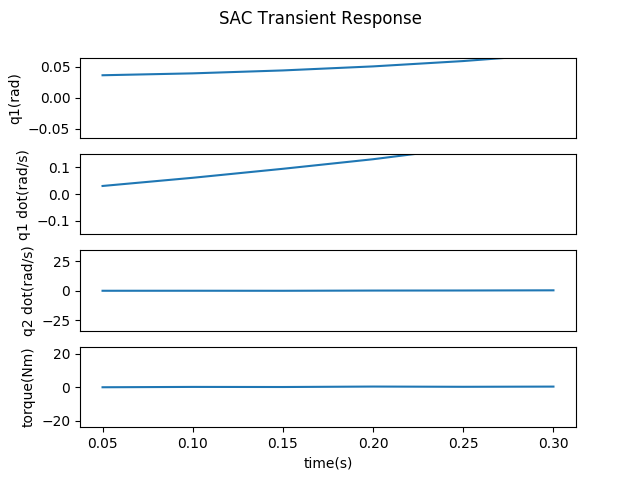 SAC Transient Response
q1(rad)
0.05
0.00
−0.05
q1 dot(rad/s)
0.1
0.0
−0.1
q2 dot(rad/s)
25
0
−25
torque(Nm)
20
0
−20
0.05 0.10 0.15 0.20 0.25 0.30
time(s)